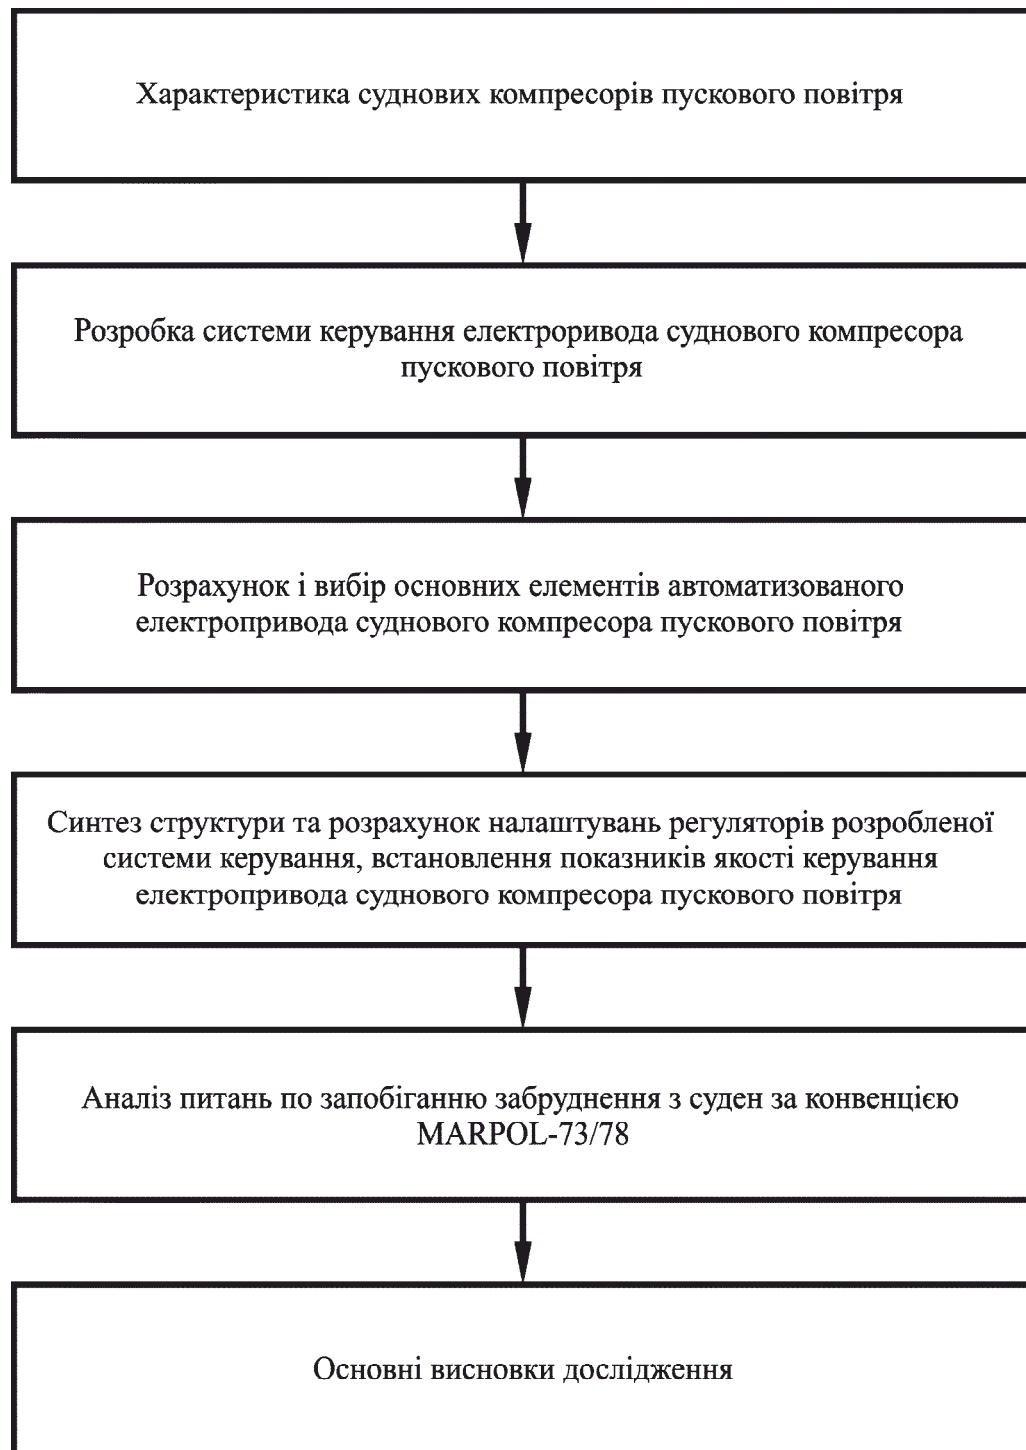 Характеристика суднових компресорів пускового повітря
Розробка системи керування електроривода суднового компресора
пускового повітря
Розрахунок і вибір основних елементів автоматизованого
електропривода суднового компресора пускового повітря
Синтез структури та розрахунок налаштувань регуляторів розробленої
системи керування, встановлення показників якості керування
електропривода суднового компресора пускового повітря
Аналіз питань по запобіганню забруднення з суден за конвенцією
MARPOL-73/78
Основні висновки дослідження